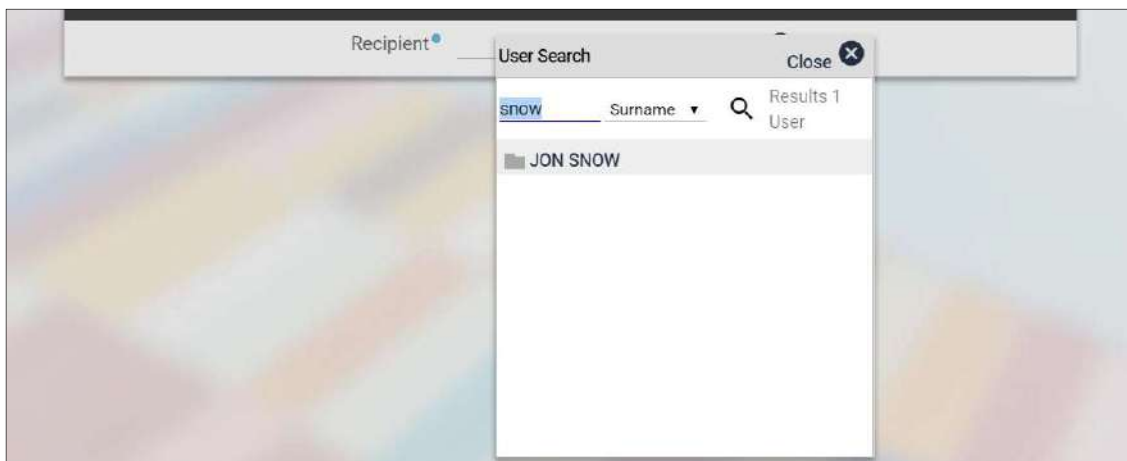 Recipient
User Search
Close
snow
Surname
Results 1
User
JON SNOW